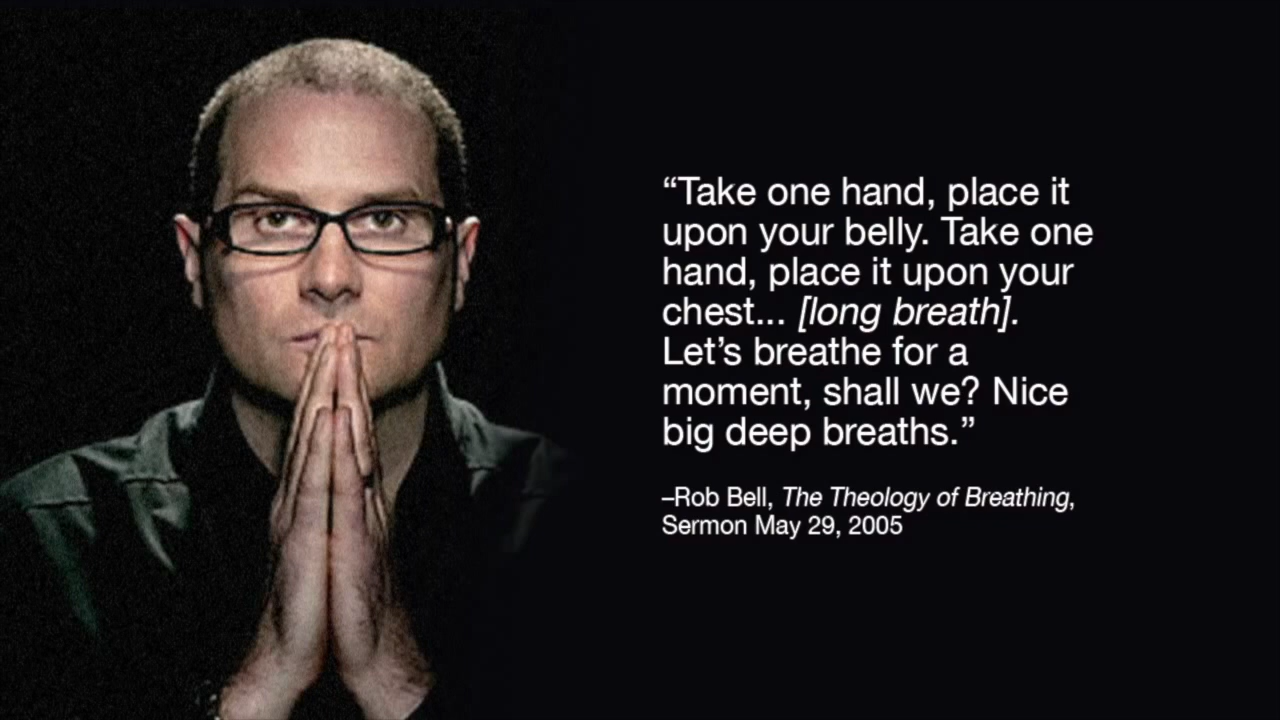 “Take one hand, place it
upon your belly. Take one
hand, place it upon your
chest... [long breath].
Let’s breathe for a
moment, shall we? Nice
big deep breaths.”
–Rob Bell, The Theology of Breathing,
Sermon May 29, 2005